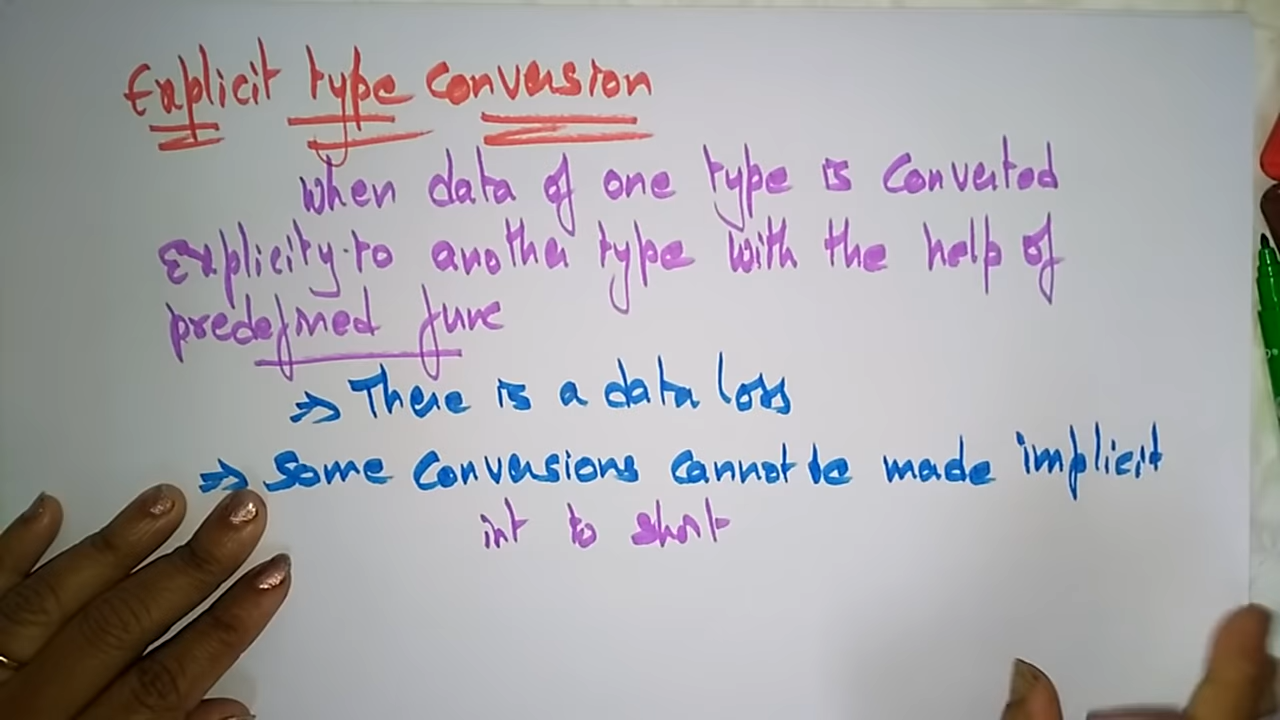 Explicit type conversion
when data of one type is converted
explicity to another type with the help of
predefined func
⇒ There is a data loss
⇒ Some conversions cannot be made implicit
int to short